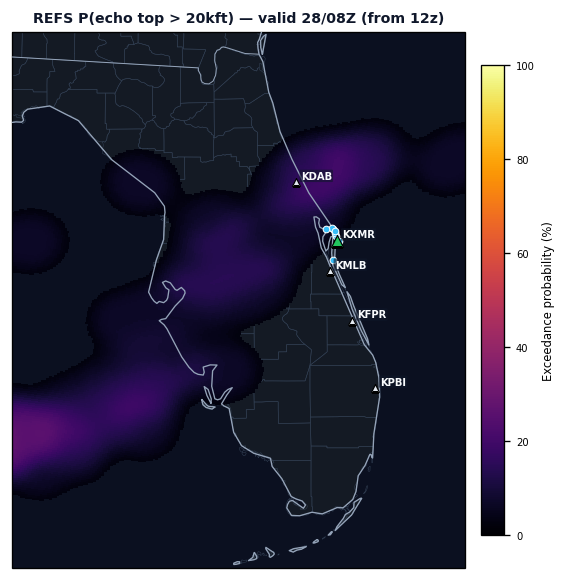 REFS P(echo top > 20kft) — valid 28/08Z (from 12z)
KDAB
KXMR
KMLB
KFPR
KPBI
100
80
60
40
20
0
Exceedance probability (%)